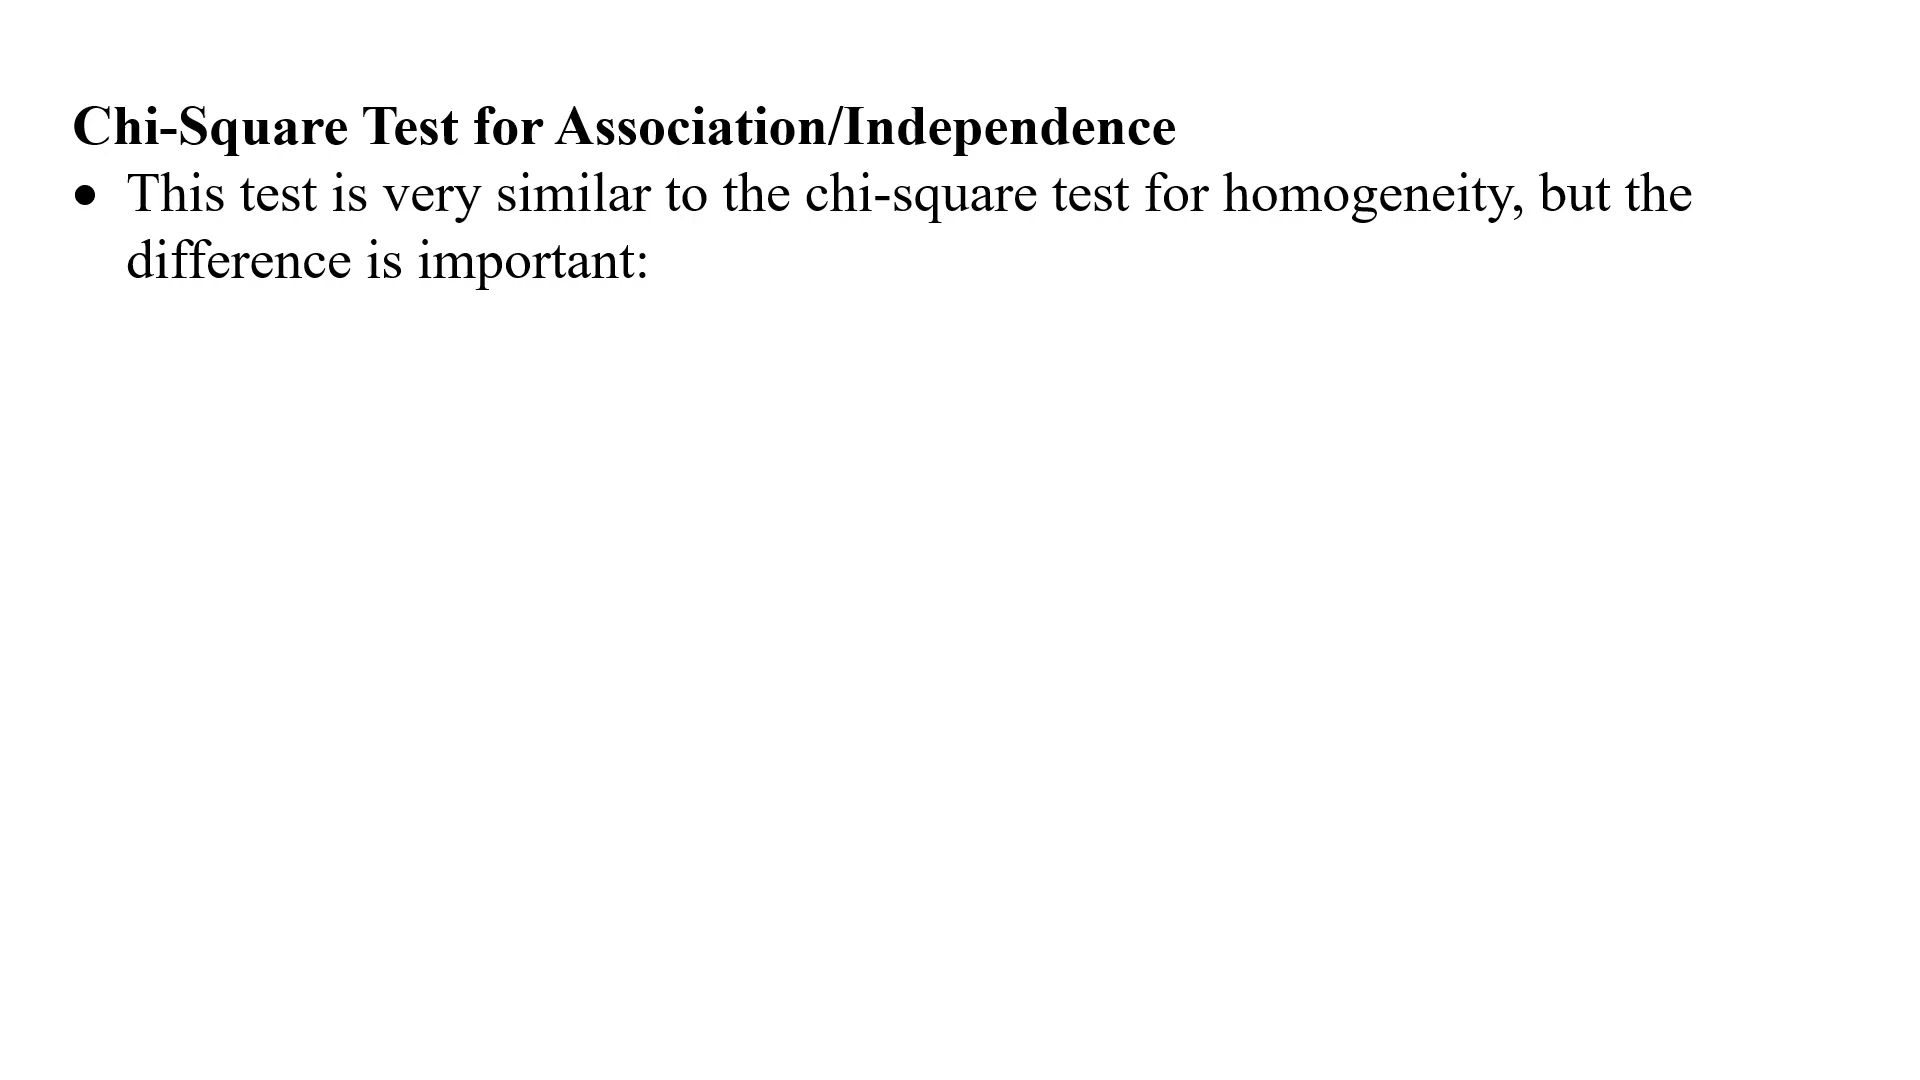 Chi-Square Test for Association/Independence
• This test is very similar to the chi-square test for homogeneity, but the
difference is important: